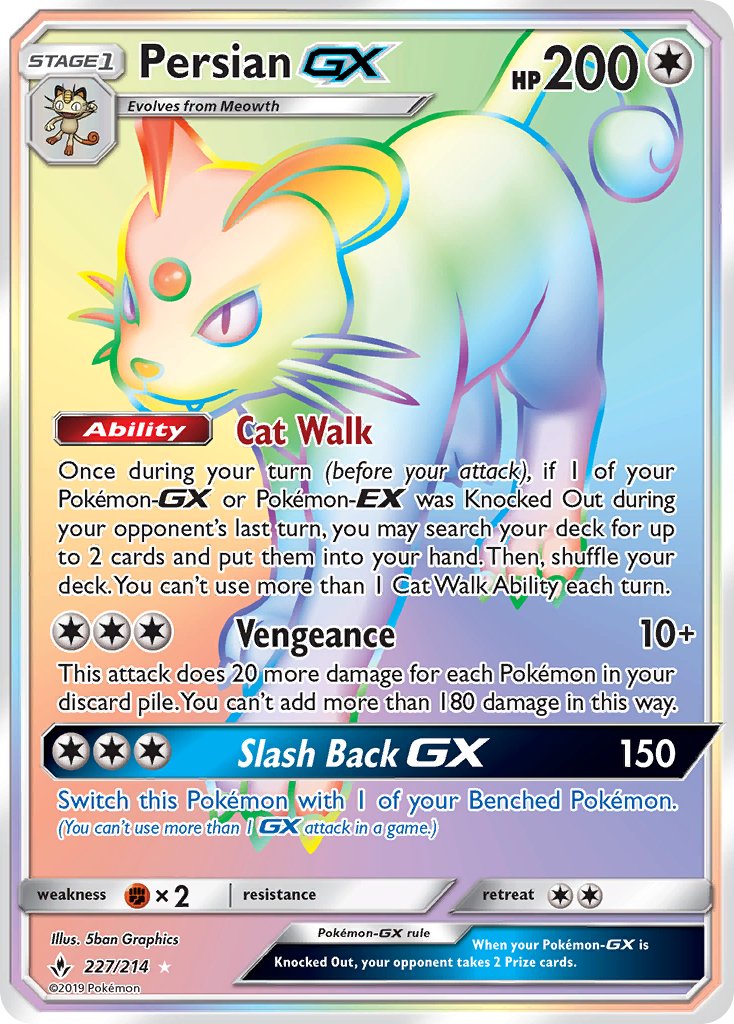 STAGE 1 Persian GX HP 200
Evolves from Meowth
Ability Cat Walk
Once during your turn (before your attack), if 1 of your
Pokémon-GX or Pokémon-EX was Knocked Out during
your opponent's last turn, you may search your deck for up
to 2 cards and put them into your hand. Then, shuffle your
deck. You can't use more than 1 Cat Walk Ability each turn.
Vengeance 10+
This attack does 20 more damage for each Pokémon in your
discard pile. You can't add more than 180 damage in this way.
Slash Back GX 150
Switch this Pokémon with 1 of your Benched Pokémon.
(You can't use more than 1 GX attack in a game.)
weakness × 2 resistance retreat
Illus. 5ban Graphics
227/214
©2019 Pokémon
Pokémon-GX rule
When your Pokémon-GX is
Knocked Out, your opponent takes 2 Prize cards.